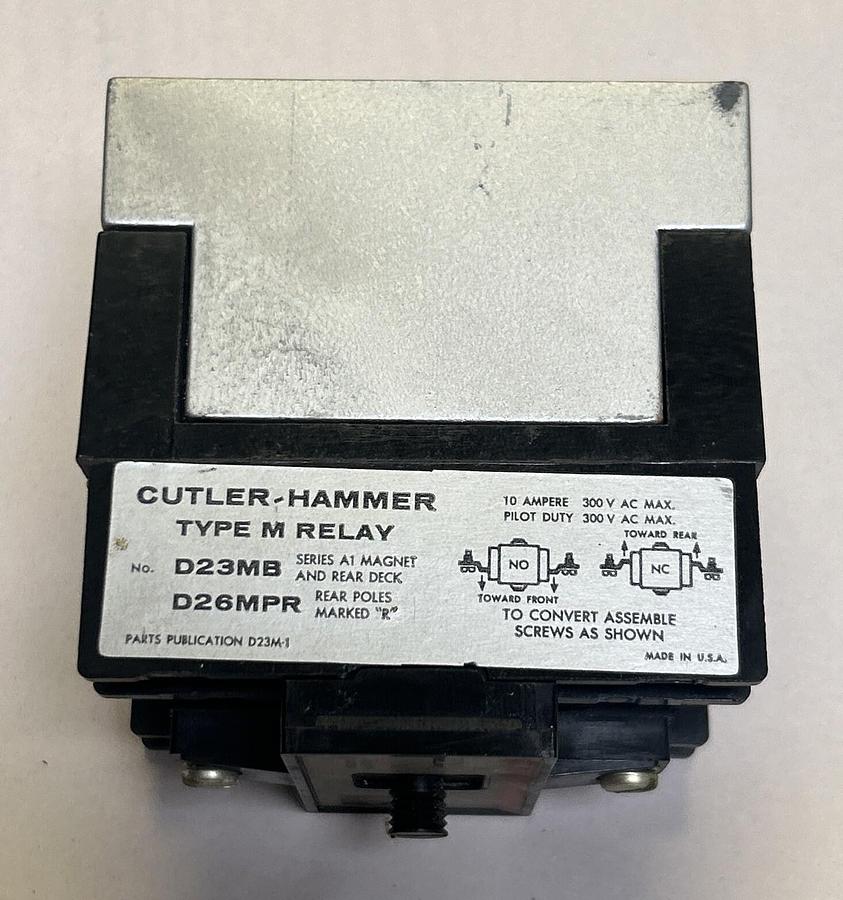 CUTLER-HAMMER
TYPE M RELAY
No. D23MB SERIES A1 MAGNET
AND REAR DECK
D26MPR REAR POLES
MARKED "R"
PARTS PUBLICATION D23M-1
10 AMPERE 300 V AC MAX.
PILOT DUTY 300 V AC MAX.
TOWARD REAR
NO
NC
TOWARD FRONT
TO CONVERT ASSEMBLE
SCREWS AS SHOWN
MADE IN U.S.A.